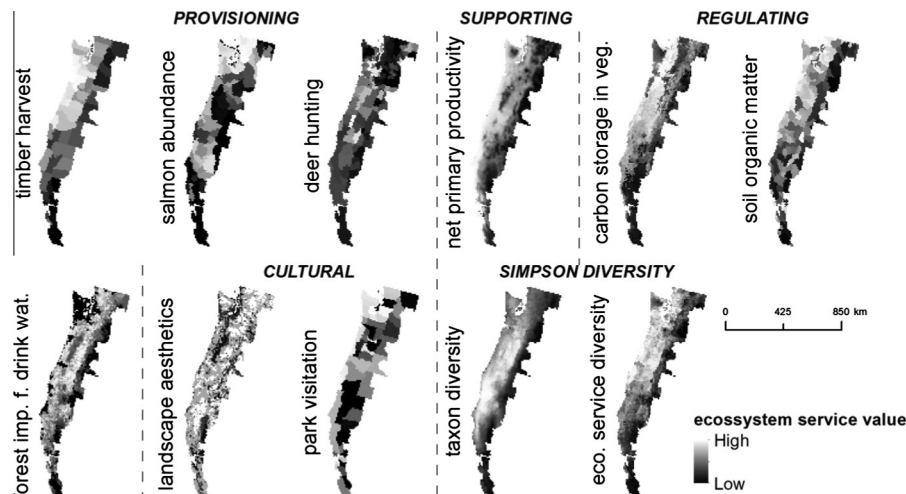 PROVISIONING
SUPPORTING
REGULATING
timber harvest
salmon abundance
deer hunting
net primary productivity
carbon storage in veg.
soil organic matter
CULTURAL
SIMPSON DIVERSITY
orest imp. f. drink wat.
landscape aesthetics
park visitation
taxon diversity
eco. service diversity
0 425 850 km
ecossystem service value
High
Low